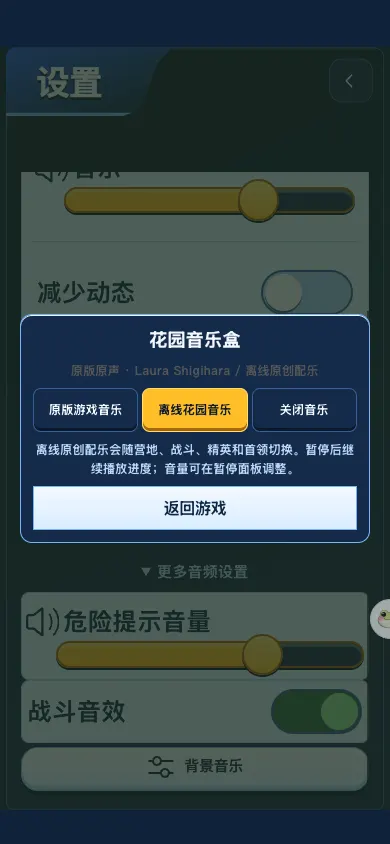 设置
音乐
减少动态
花园音乐盒
原版原声 · Laura Shigihara / 离线原创配乐
原版游戏音乐
离线花园音乐
关闭音乐
离线原创配乐会随营地、战斗、精英和首领切换。暂停后继
续播放进度；音量可在暂停面板调整。
返回游戏
▼ 更多音频设置
危险提示音量
战斗音效
背景音乐